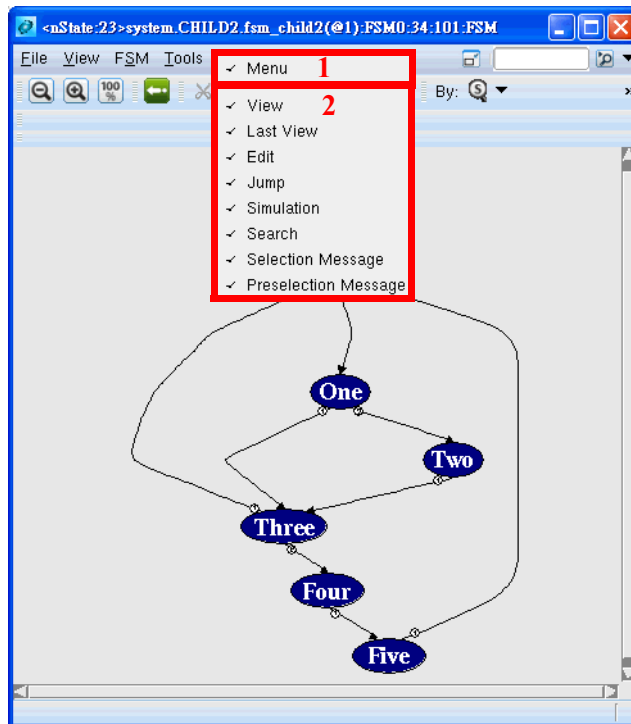 <nState:23>system.CHILD2.fsm_child2(@1):FSM0:34:101:FSM
File View FSM Tools
✓ Menu 1
100%
By: S
»
✓ View 2
✓ Last View
✓ Edit
✓ Jump
✓ Simulation
✓ Search
✓ Selection Message
✓ Preselection Message
One
Two
Three
Four
Five